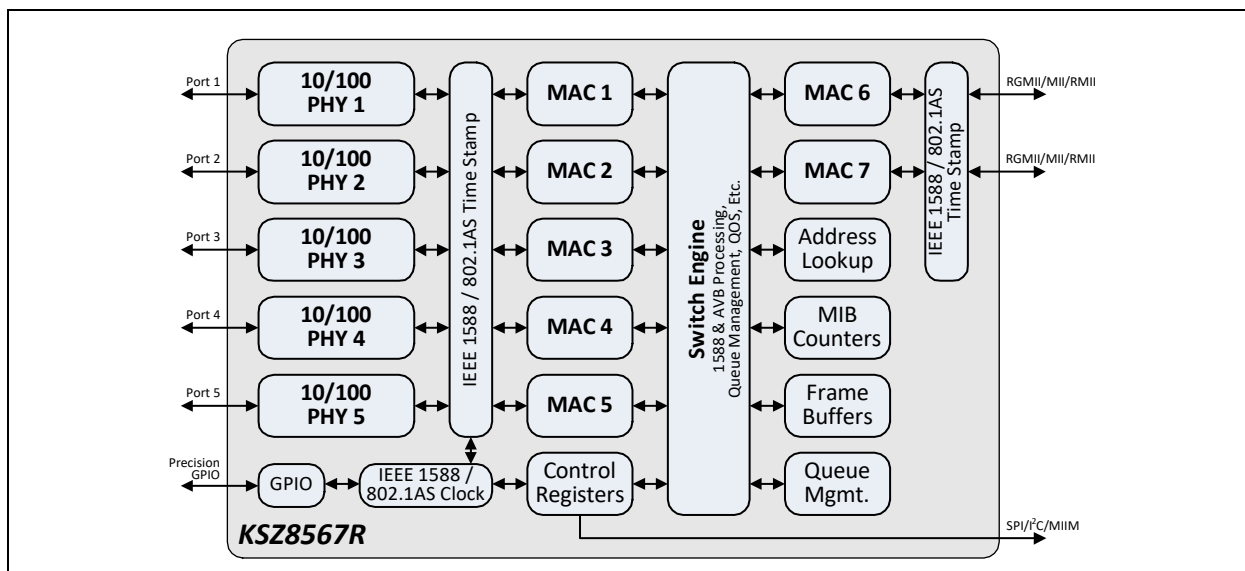 Port 1
10/100
PHY 1
MAC 1
MAC 6
RGMII/MII/RMII
Port 2
10/100
PHY 2
MAC 2
MAC 7
RGMII/MII/RMII
Port 3
10/100
PHY 3
MAC 3
Address
Lookup
Port 4
10/100
PHY 4
MAC 4
MIB
Counters
Port 5
10/100
PHY 5
MAC 5
Frame
Buffers
IEEE 1588 / 802.1AS Time Stamp
Switch Engine
1588 & AVB Processing,
Queue Management, QOS, Etc.
IEEE 1588 / 802.1AS
Time Stamp
Precision
GPIO
GPIO
IEEE 1588 /
802.1AS Clock
Control
Registers
Queue
Mgmt.
KSZ8567R
SPI/I²C/MIIM